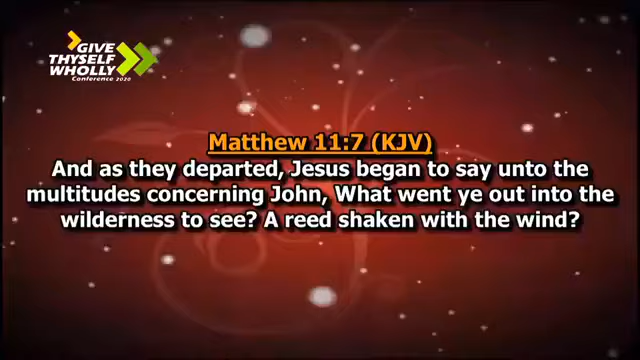 GIVE
THYSELF
WHOLLY
Conference 2020
Matthew 11:7 (KJV)
And as they departed, Jesus began to say unto the
multitudes concerning John, What went ye out into the
wilderness to see? A reed shaken with the wind?